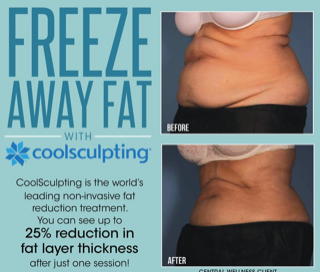 FREEZE
AWAY FAT
WITH
coolsculpting
CoolSculpting is the world's
leading non-invasive fat
reduction treatment.
You can see up to
25% reduction in
fat layer thickness
after just one session!
BEFORE
AFTER
CENTRAL WELLNESS CLIENT